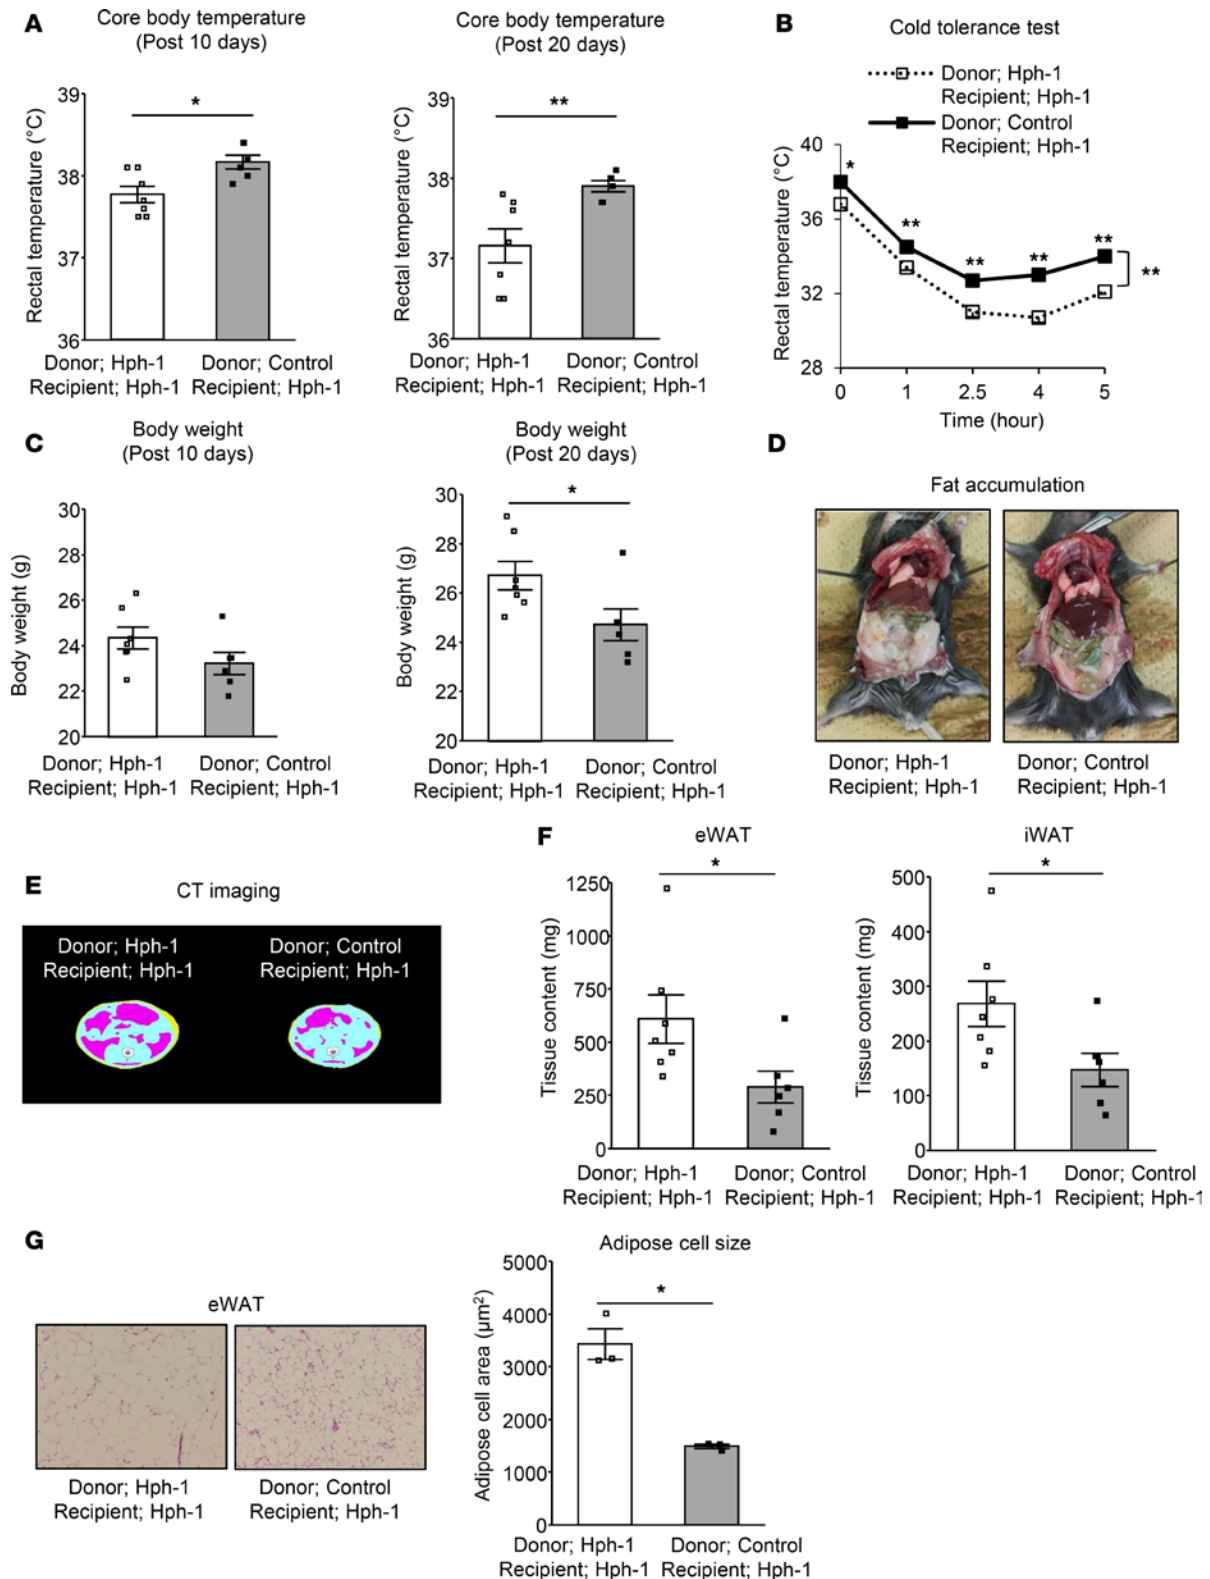 A
Core body temperature
(Post 10 days)
Rectal temperature (°C)
39
38
37
36
*
Donor; Hph-1
Recipient; Hph-1
Donor; Control
Recipient; Hph-1
Core body temperature
(Post 20 days)
Rectal temperature (°C)
39
38
37
36
**
Donor; Hph-1
Recipient; Hph-1
Donor; Control
Recipient; Hph-1
B
Cold tolerance test
Donor; Hph-1
Recipient; Hph-1
Donor; Control
Recipient; Hph-1
Rectal temperature (°C)
40
36
32
28
*
**
**
**
**
**
0
1
2.5
4
5
Time (hour)
C
Body weight
(Post 10 days)
Body weight (g)
30
28
26
24
22
20
Donor; Hph-1
Recipient; Hph-1
Donor; Control
Recipient; Hph-1
Body weight
(Post 20 days)
Body weight (g)
30
28
26
24
22
20
*
Donor; Hph-1
Recipient; Hph-1
Donor; Control
Recipient; Hph-1
D
Fat accumulation
Donor; Hph-1
Recipient; Hph-1
Donor; Control
Recipient; Hph-1
E
CT imaging
Donor; Hph-1
Recipient; Hph-1
Donor; Control
Recipient; Hph-1
F
eWAT
Tissue content (mg)
1250
1000
750
500
250
0
*
Donor; Hph-1
Recipient; Hph-1
Donor; Control
Recipient; Hph-1
iWAT
Tissue content (mg)
500
400
300
200
100
0
*
Donor; Hph-1
Recipient; Hph-1
Donor; Control
Recipient; Hph-1
G
eWAT
Donor; Hph-1
Recipient; Hph-1
Donor; Control
Recipient; Hph-1
Adipose cell size
Adipose cell area (µm²)
5000
4000
3000
2000
1000
0
*
Donor; Hph-1
Recipient; Hph-1
Donor; Control
Recipient; Hph-1